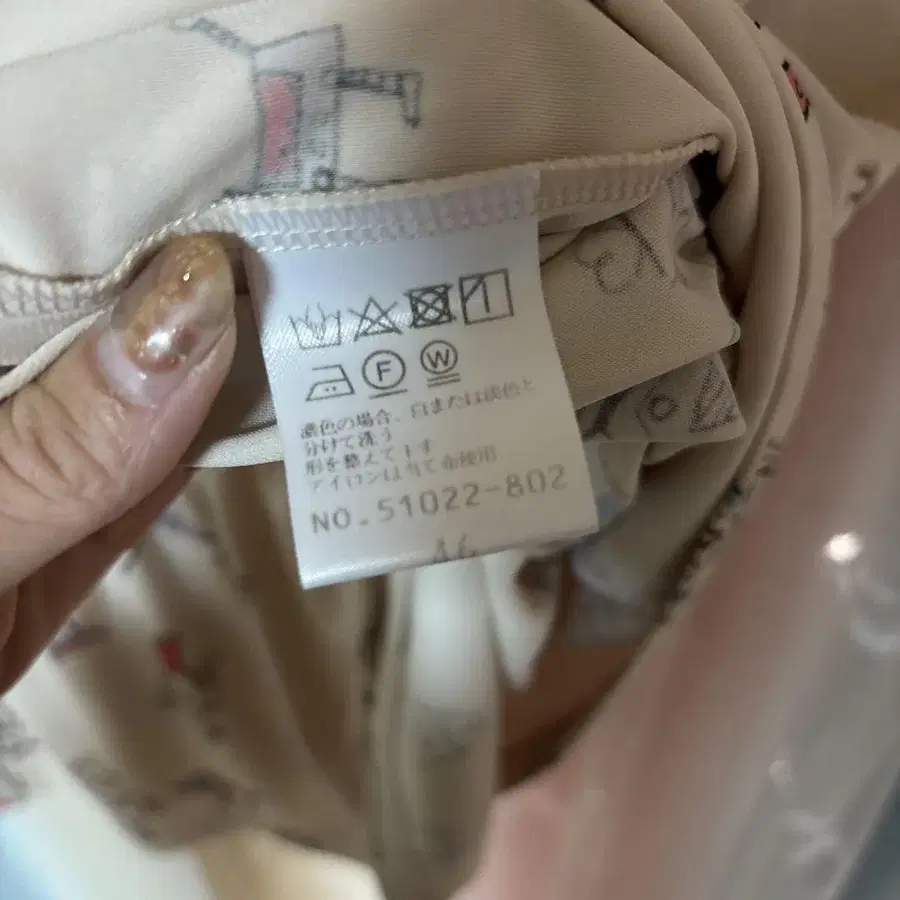 F W
濃色の場合、白または淡色と
分けて洗う
形を整えて干す
アイロンは当て布使用
NO.51022-802